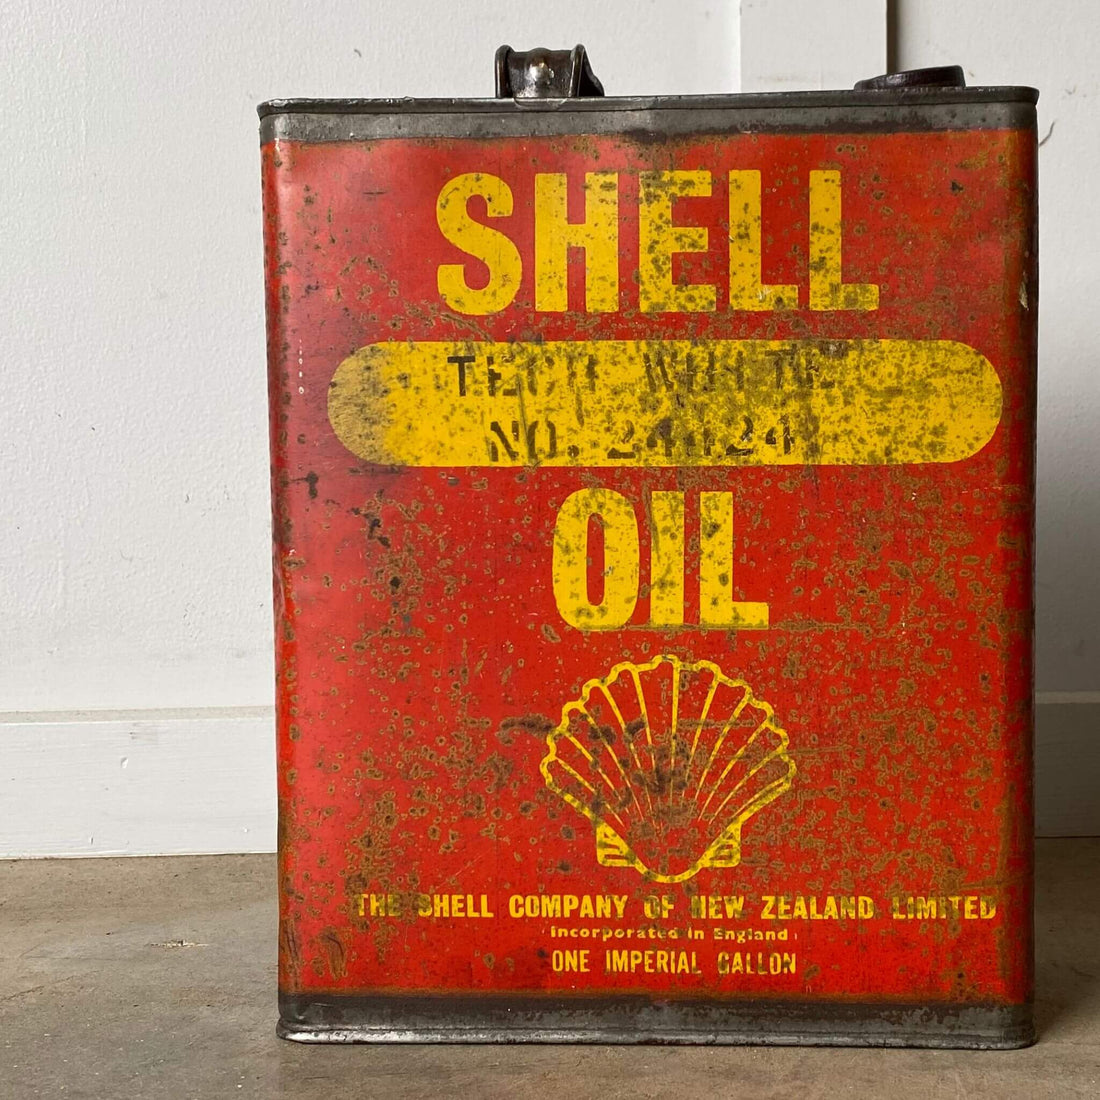 SHELL
TECH WHITE
NO.
OIL
THE SHELL COMPANY OF NEW ZEALAND LIMITED
Incorporated in England
ONE IMPERIAL GALLON